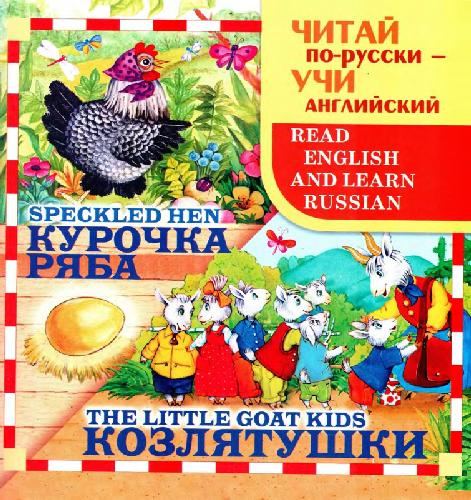 ЧИТАЙ
ПО-РУССКИ –
УЧИ
АНГЛИЙСКИЙ
READ
ENGLISH
AND LEARN
RUSSIAN
SPECKLED HEN
КУРОЧКА
РЯБА
THE LITTLE GOAT KIDS
КОЗЛЯТУШКИ